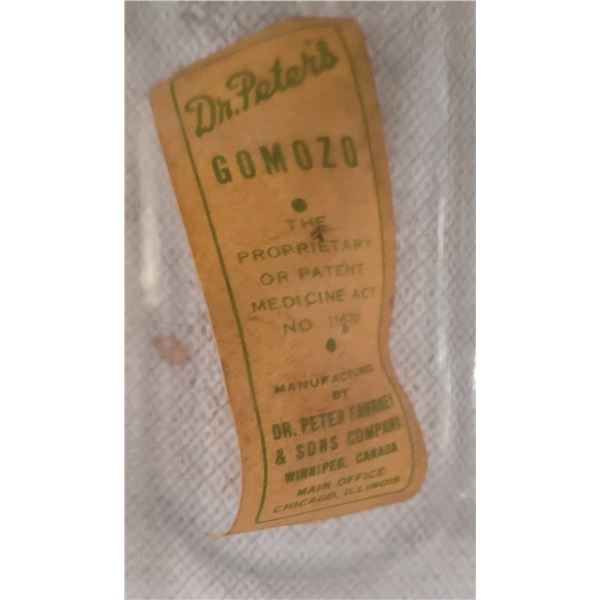 Dr. Peter's
GOMOZO
THE
PROPRIETARY
OR PATENT
MEDICINE ACT
NO 11670
MANUFACTURED
BY
DR. PETER FAHRNEY
& SONS COMPANY
WINNIPEG, CANADA
MAIN OFFICE:
CHICAGO, ILLINOIS